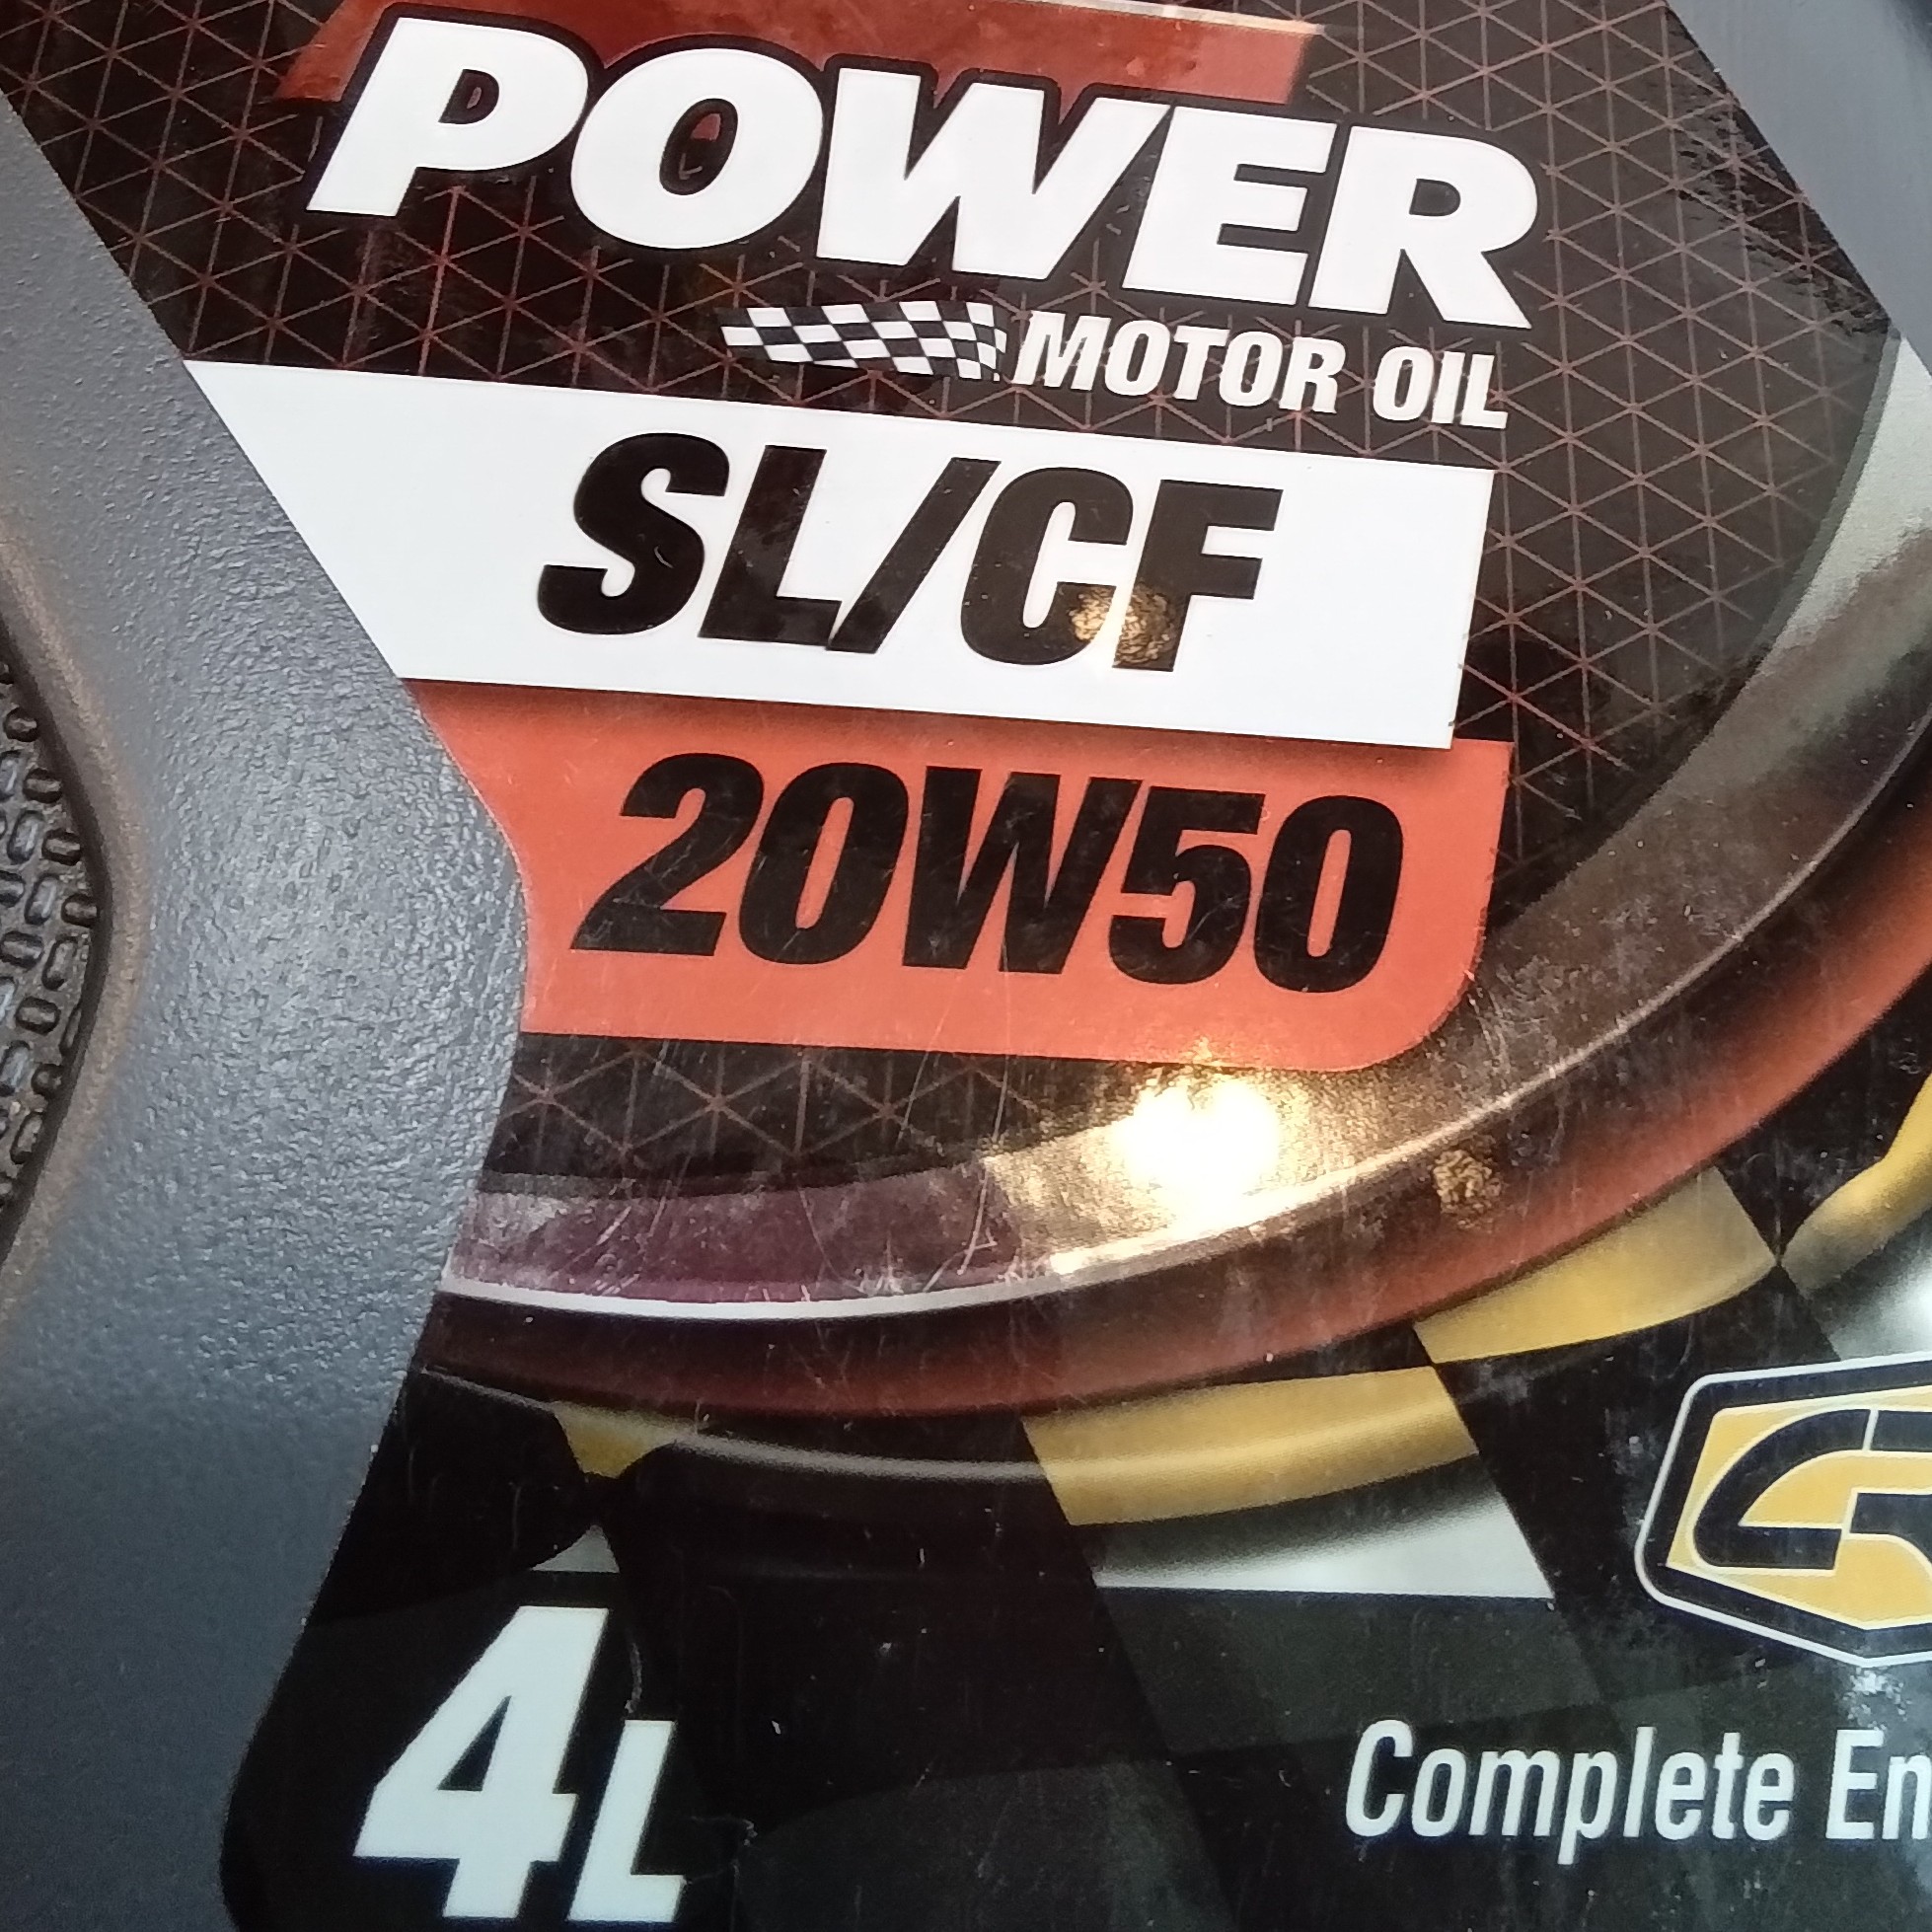 POWER
MOTOR OIL
SL/CF
20W50
4L
Complete